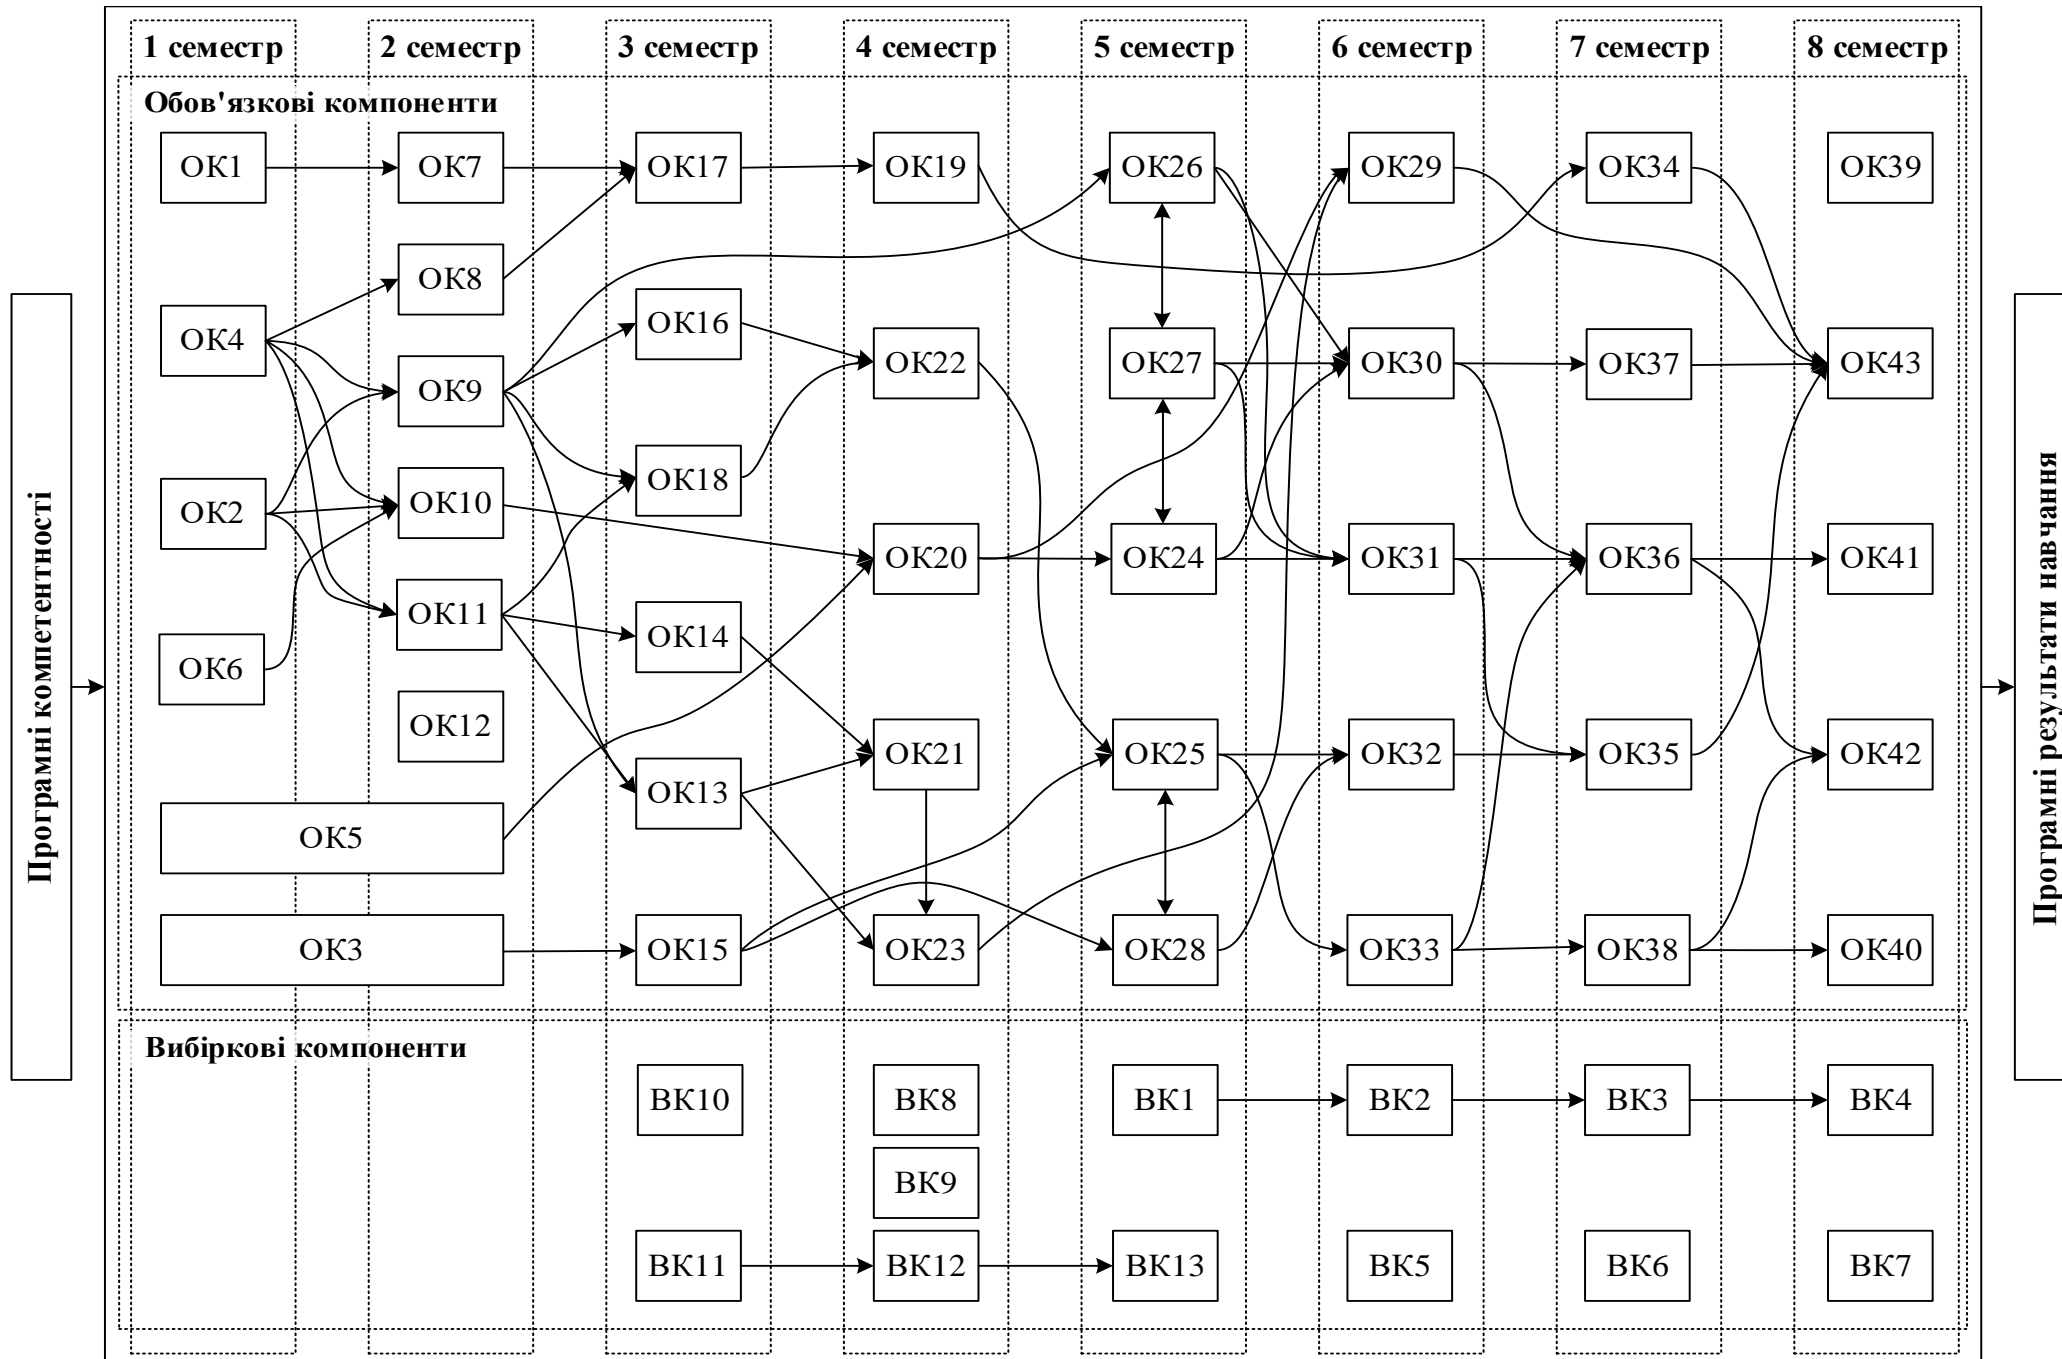 1 семестр
2 семестр
3 семестр
4 семестр
5 семестр
6 семестр
7 семестр
8 семестр
Обов'язкові компоненти
ОК1
ОК7
ОК17
ОК19
ОК26
ОК29
ОК34
ОК39
ОК8
ОК4
ОК16
ОК22
ОК27
ОК30
ОК37
ОК43
ОК9
ОК2
ОК10
ОК18
ОК20
ОК24
ОК31
ОК36
ОК41
ОК11
ОК6
ОК14
ОК12
ОК21
ОК25
ОК32
ОК35
ОК42
ОК13
ОК5
ОК3
ОК15
ОК23
ОК28
ОК33
ОК38
ОК40
Вибіркові компоненти
ВК10
ВК8
ВК1
ВК2
ВК3
ВК4
ВК9
ВК11
ВК12
ВК13
ВК5
ВК6
ВК7
Програмні компетентності
Програмні результати навчання